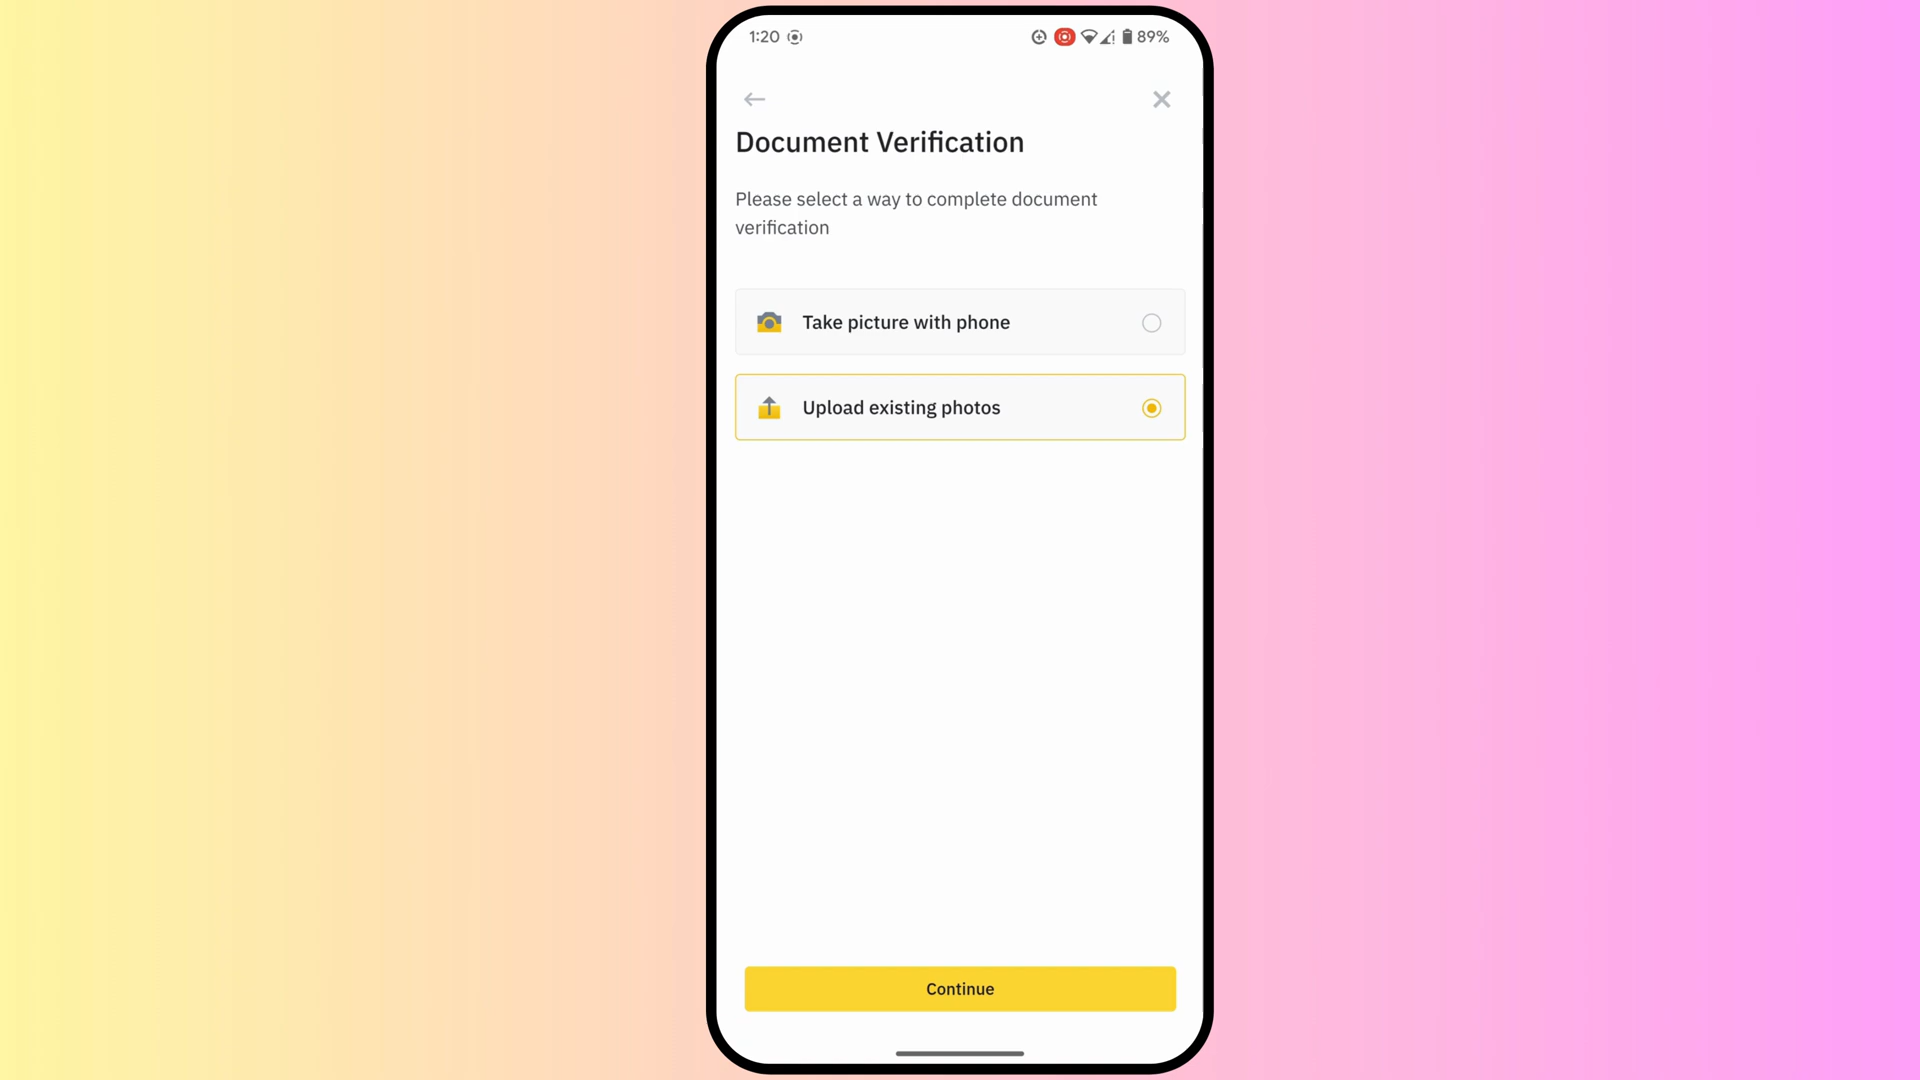 1:20 89%
Document Verification
Please select a way to complete document
verification
Take picture with phone
Upload existing photos
Continue